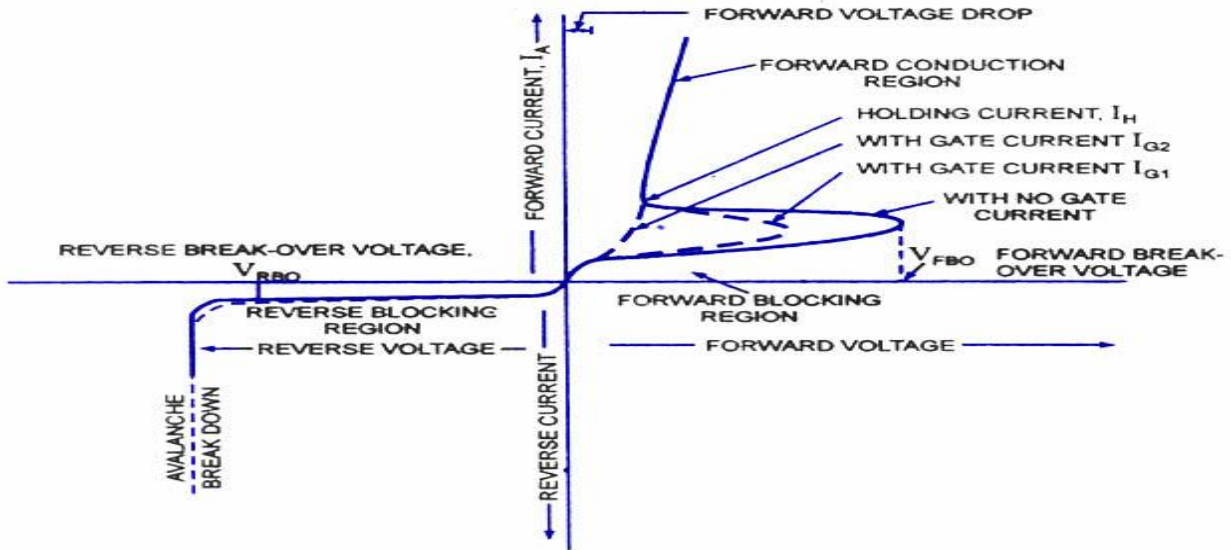 FORWARD VOLTAGE DROP
FORWARD CURRENT, I_A
FORWARD CONDUCTION
REGION
HOLDING CURRENT, I_H
WITH GATE CURRENT I_G2
WITH GATE CURRENT I_G1
WITH NO GATE
CURRENT
REVERSE BREAK-OVER VOLTAGE,
V_RBO
V_FBO
FORWARD BREAK-
OVER VOLTAGE
REVERSE BLOCKING
REGION
FORWARD BLOCKING
REGION
REVERSE VOLTAGE
FORWARD VOLTAGE
AVALANCHE
BREAK DOWN
REVERSE CURRENT